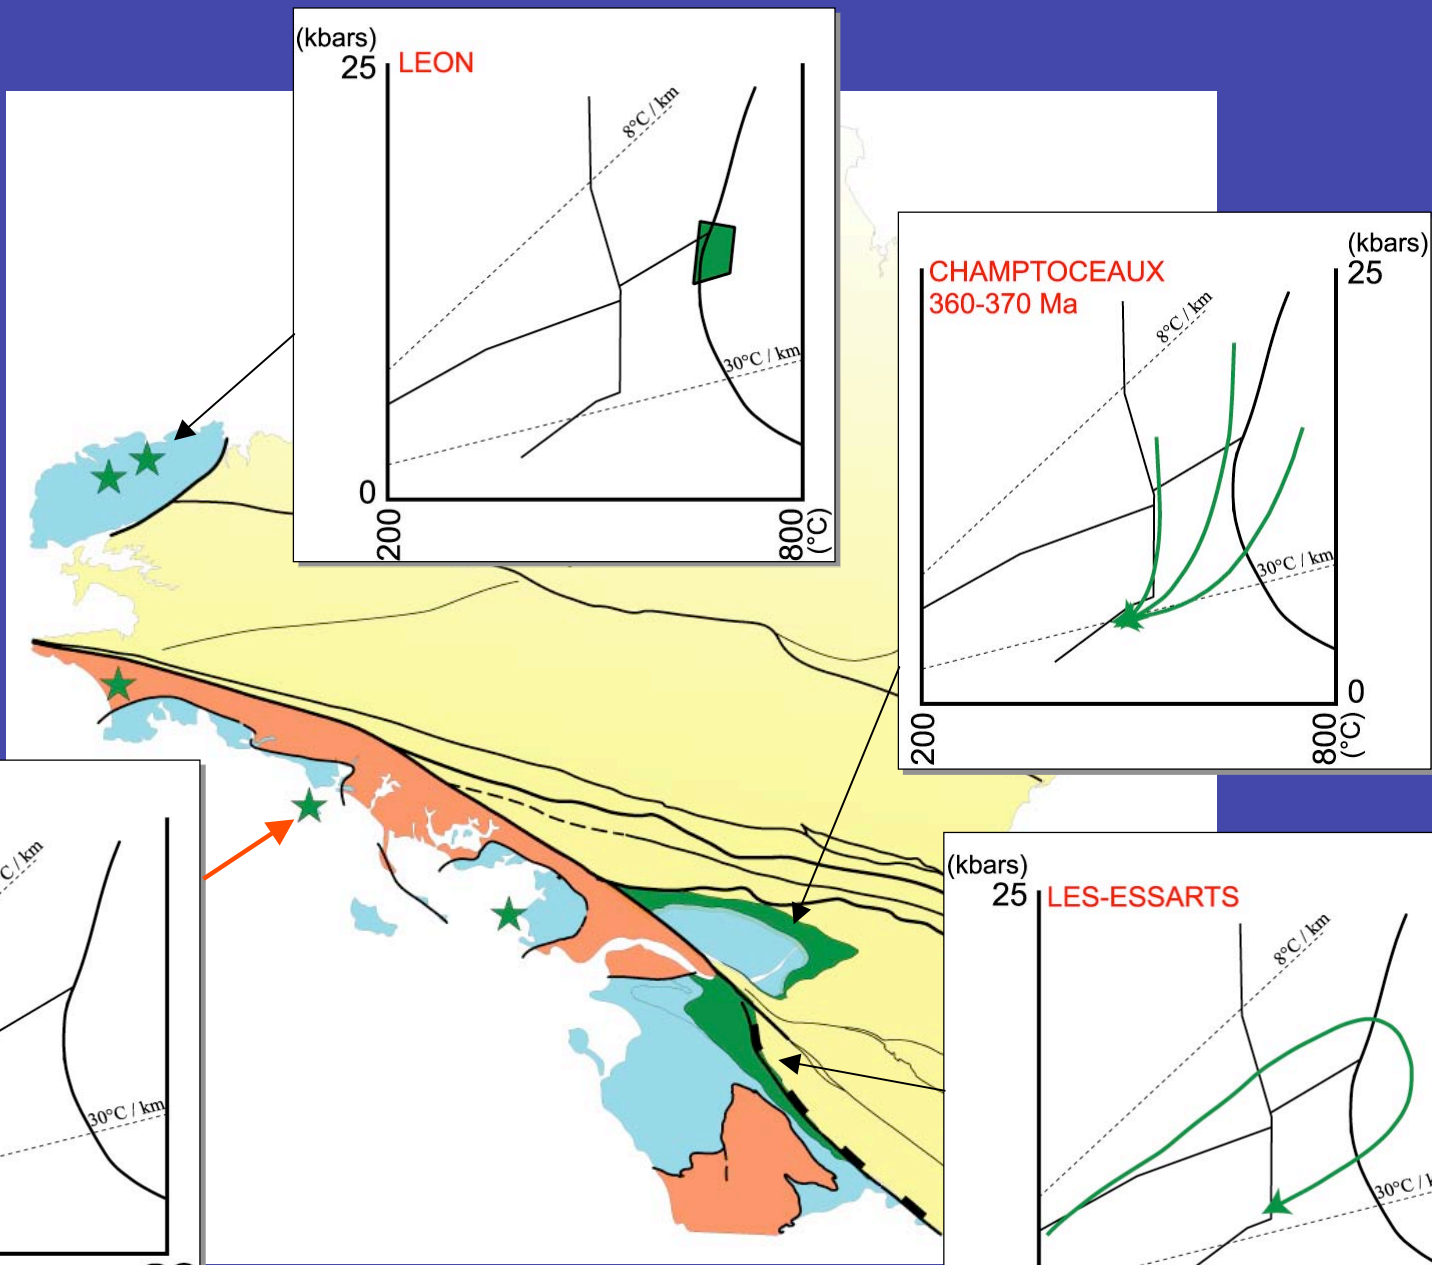 (kbars)
25
LEON
8°C / km
30°C / km
0
200
800
(°C)
(kbars)
25
CHAMPTOCEAUX
360-370 Ma
8°C / km
30°C / km
0
200
800
(°C)
C / km
30°C / km
(kbars)
25
LES-ESSARTS
8°C / km
30°C /